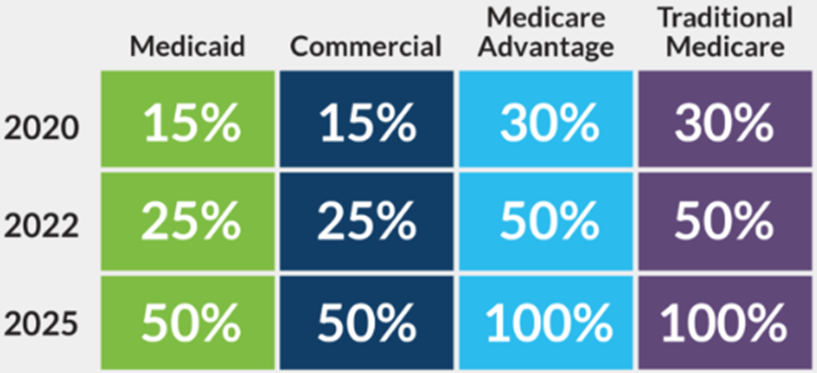 Medicaid Commercial Medicare Advantage Traditional Medicare
2020 15% 15% 30% 30%
2022 25% 25% 50% 50%
2025 50% 50% 100% 100%